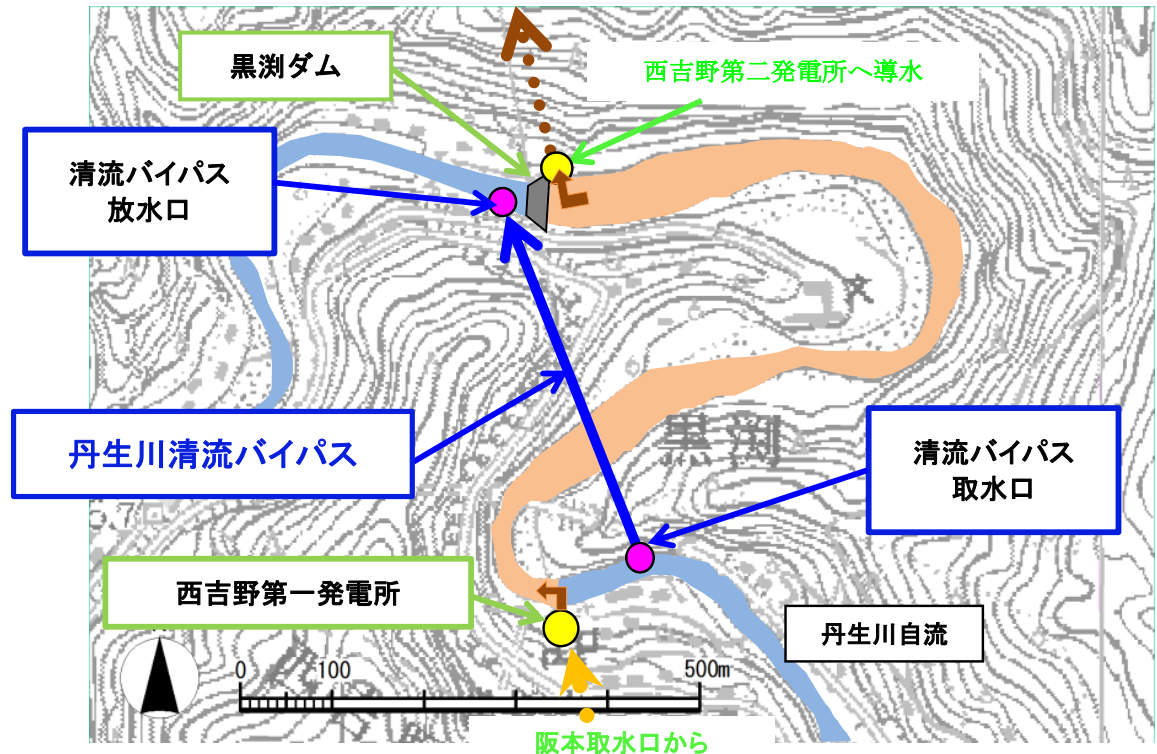 黒渕ダム
西吉野第二発電所へ導水
清流バイパス
放水口
丹生川清流バイパス
黒渕
清流バイパス
取水口
西吉野第一発電所
丹生川自流
0 100 500m
阪本取水口から